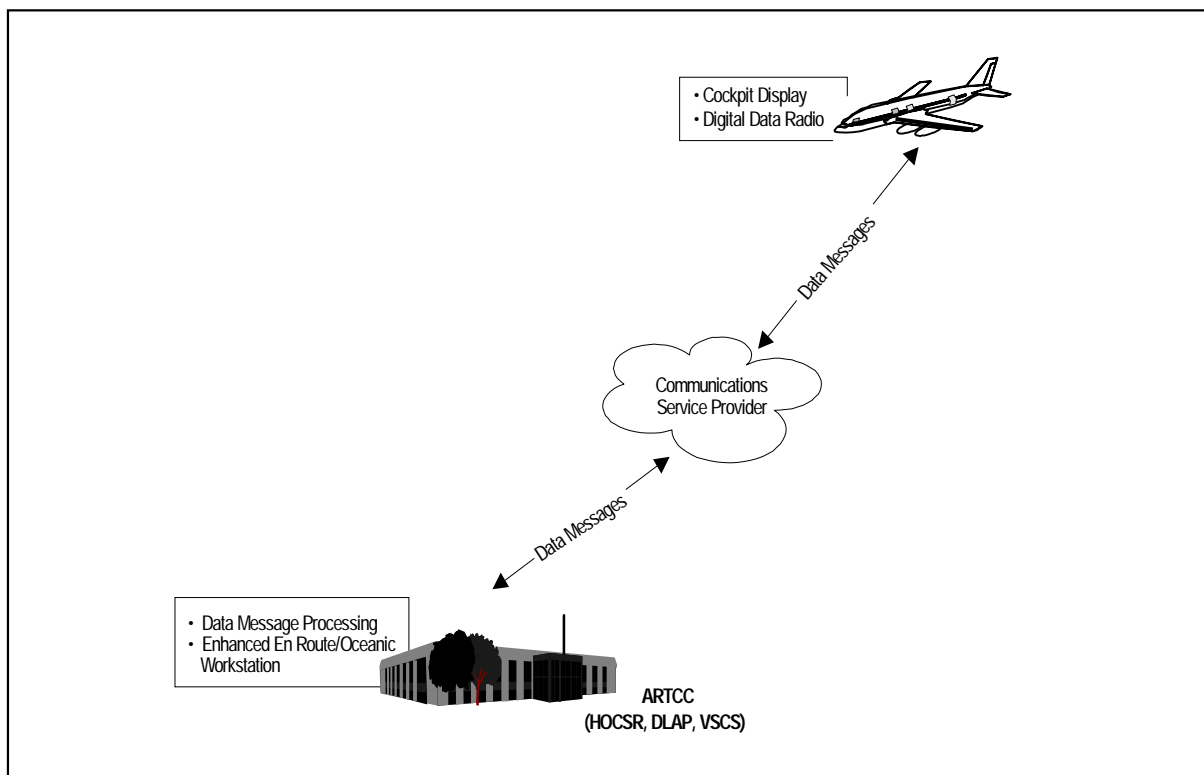 • Cockpit Display
• Digital Data Radio
Data Messages
Communications
Service Provider
Data Messages
• Data Message Processing
• Enhanced En Route/Oceanic
Workstation
ARTCC
(HOCSR, DLAP, VSCS)